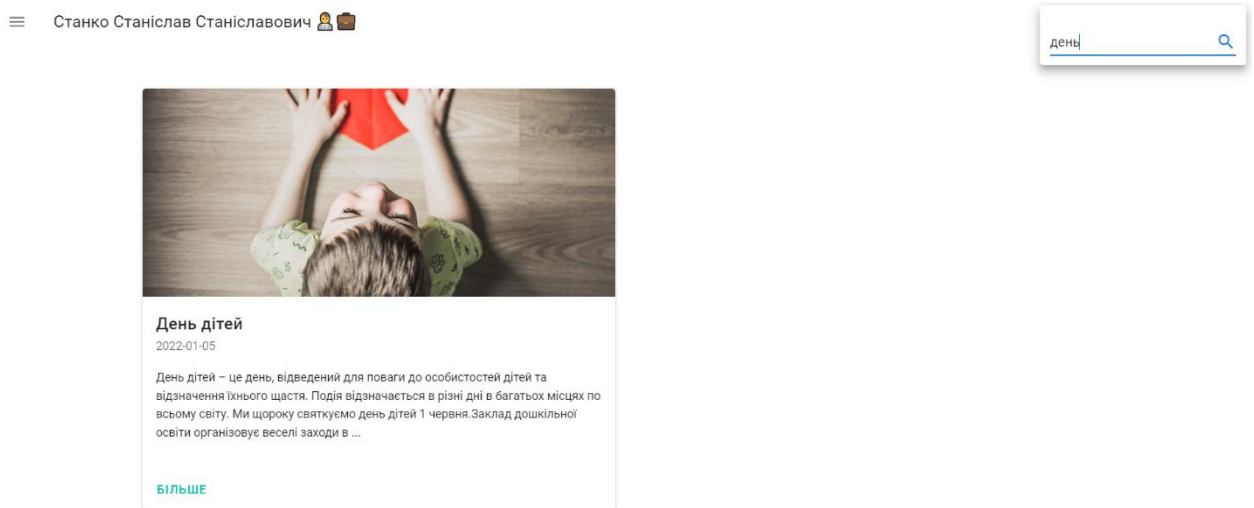 Станко Станіслав Станіславович
день
День дітей
2022-01-05
День дітей – це день, відведений для поваги до особистостей дітей та
відзначення їхнього щастя. Подія відзначається в різні дні в багатьох місцях по
всьому світу. Ми щороку святкуємо день дітей 1 червня.Заклад дошкільної
освіти організовує веселі заходи в ...
БІЛЬШЕ